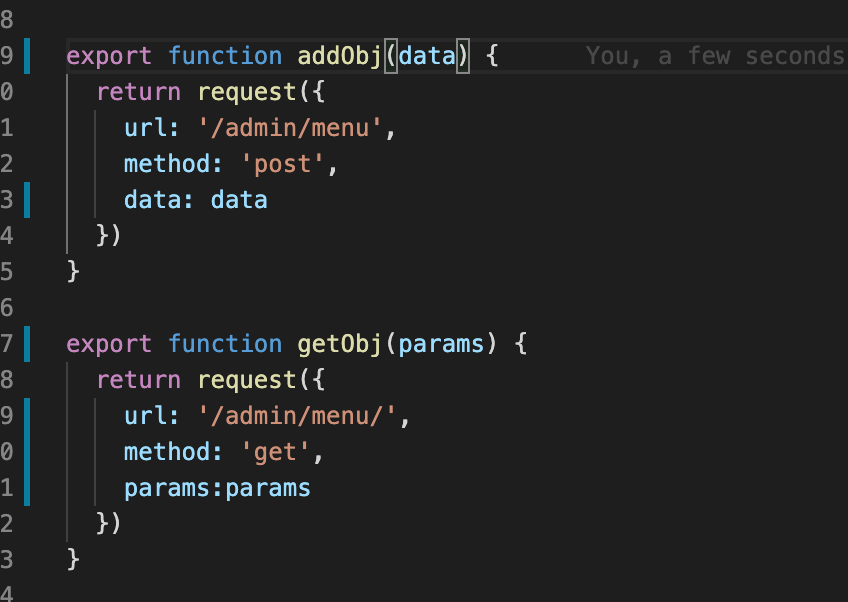 8
9 export function addObj(data) { You, a few seconds
0 return request({
1 url: '/admin/menu',
2 method: 'post',
3 data: data
4 })
5 }
6
7 export function getObj(params) {
8 return request({
9 url: '/admin/menu/',
0 method: 'get',
1 params:params
2 })
3 }
4